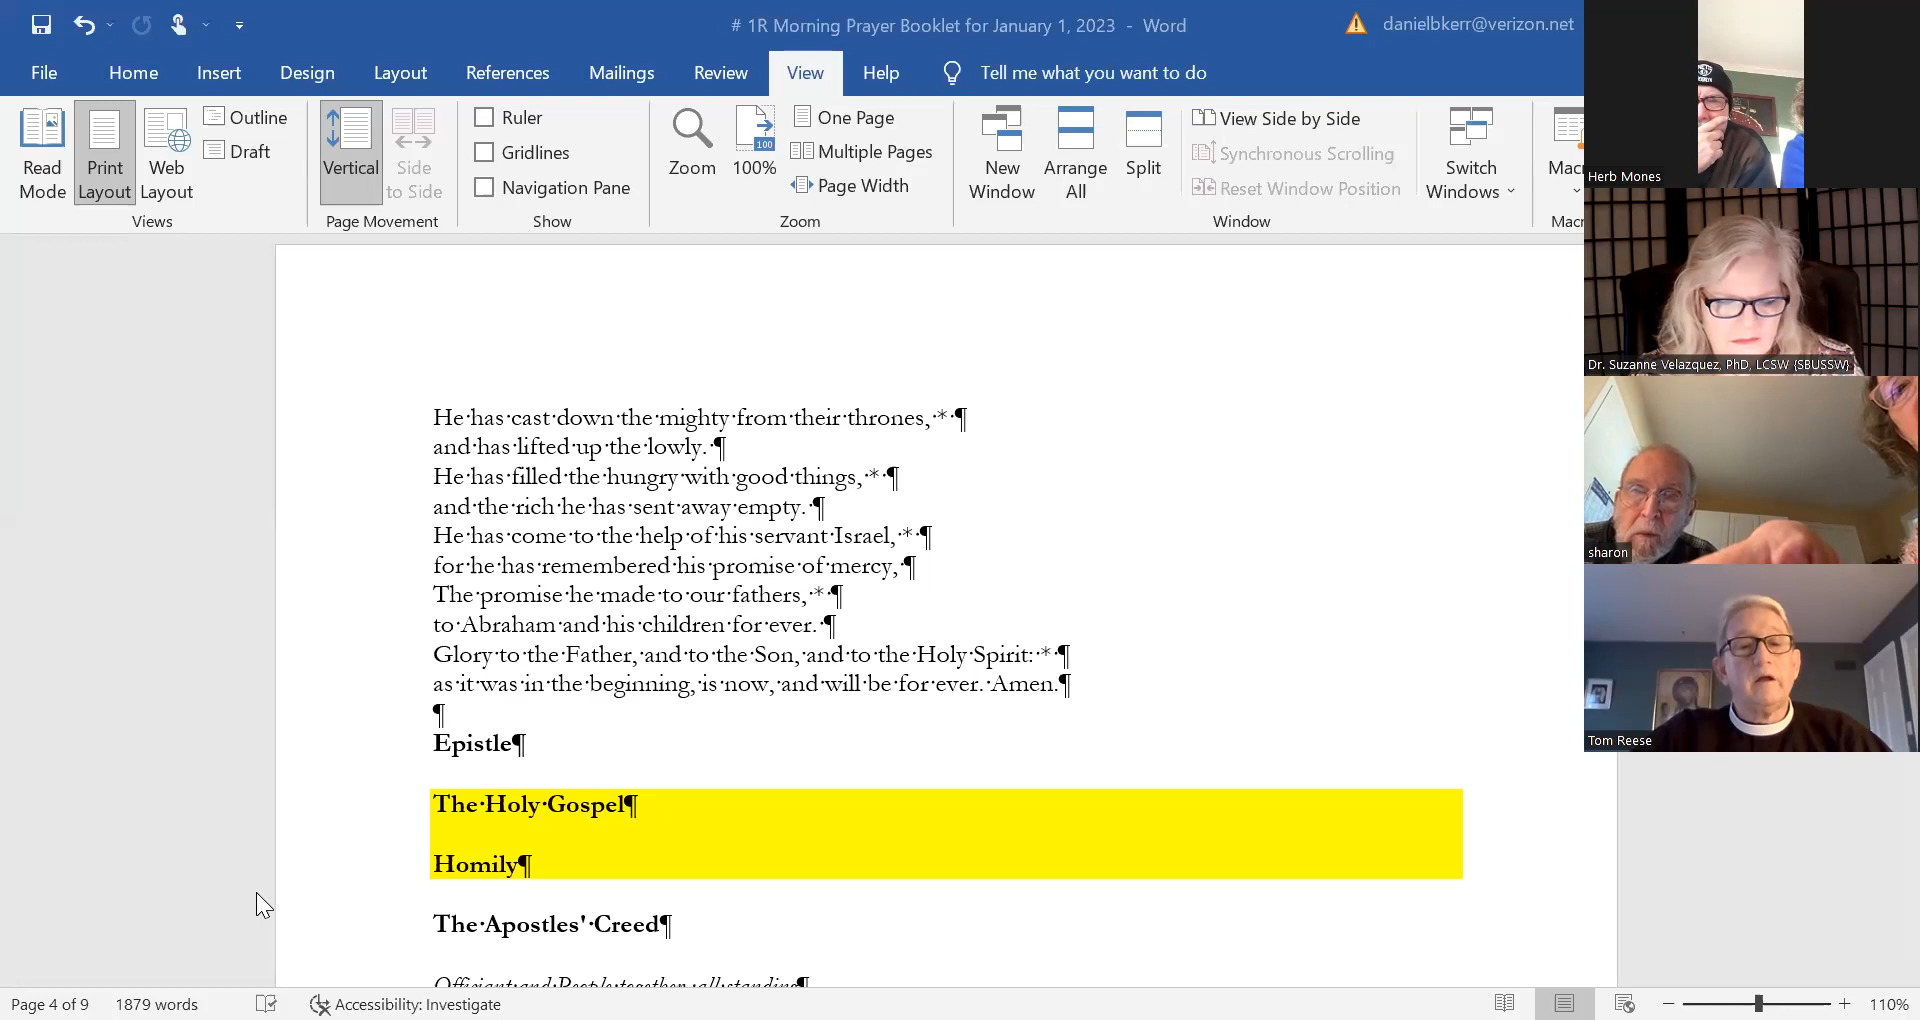 # 1R Morning Prayer Booklet for January 1, 2023 - Word
danielbkerr@verizon.net
File Home Insert Design Layout References Mailings Review View Help Tell me what you want to do
Read Mode
Print Layout
Web Layout
Outline
Draft
Views
Vertical
Side to Side
Page Movement
Ruler
Gridlines
Navigation Pane
Show
Zoom
100
100%
One Page
Multiple Pages
Page Width
Zoom
New Window
Arrange All
Split
View Side by Side
Synchronous Scrolling
Reset Window Position
Window
Switch Windows
Mac
Macr
Herb Mones
Dr. Suzanne Velazquez, PhD, LCSW {SBUSSW}
sharon
Tom Reese
He·has·cast·down·the·mighty·from·their·thrones,·*·¶
and·has·lifted·up·the·lowly.·¶
He·has·filled·the·hungry·with·good·things,·*·¶
and·the·rich·he·has·sent·away·empty.·¶
He·has·come·to·the·help·of·his·servant·Israel,·*·¶
for·he·has·remembered·his·promise·of·mercy,·¶
The·promise·he·made·to·our·fathers,·*·¶
to·Abraham·and·his·children·for·ever.·¶
Glory·to·the·Father,·and·to·the·Son,·and·to·the·Holy·Spirit:·*·¶
as·it·was·in·the·beginning,·is·now,·and·will·be·for·ever.·Amen.¶
¶
Epistle¶
The·Holy·Gospel¶
Homily¶
The·Apostles'·Creed¶
Officiant·and·People·together,·all·standing¶
Page 4 of 9 1879 words Accessibility: Investigate 110%